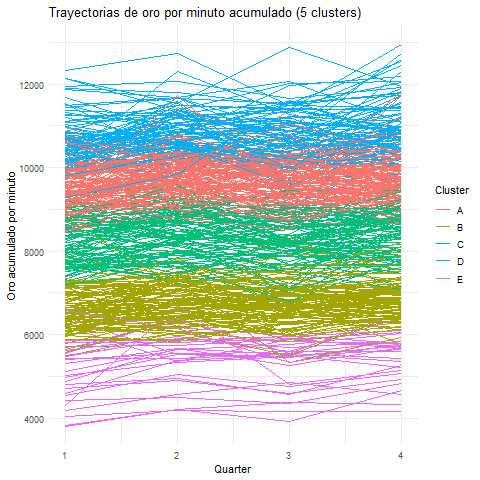 Trayectorias de oro por minuto acumulado (5 clusters)
Oro acumulado por minuto
12000
10000
8000
6000
4000
1 2 3 4
Quarter
Cluster
A
B
C
D
E